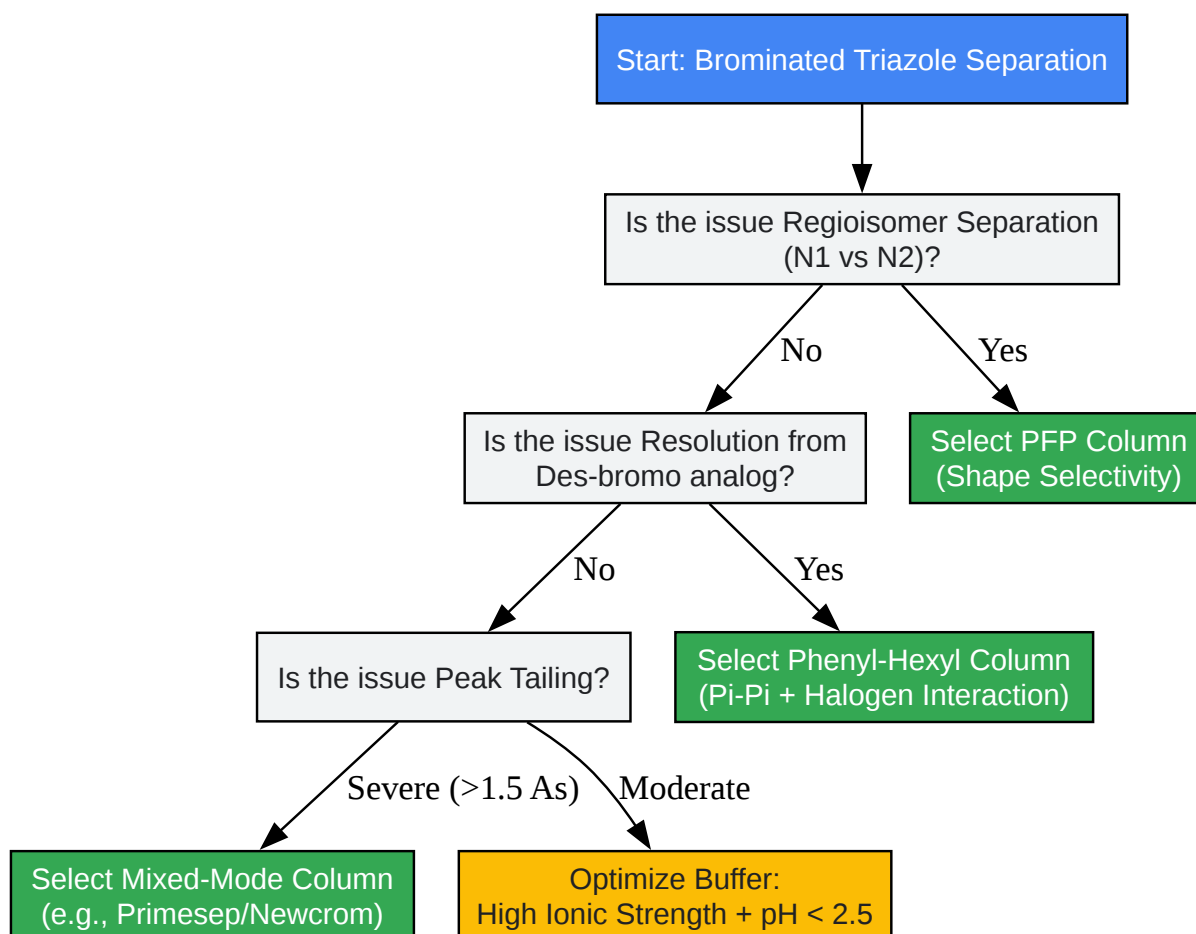 Start: Brominated Triazole Separation
Is the issue Regioisomer Separation
(N1 vs N2)?
No
Yes
Is the issue Resolution from
Des-bromo analog?
Select PFP Column
(Shape Selectivity)
No
Yes
Is the issue Peak Tailing?
Select Phenyl-Hexyl Column
(Pi-Pi + Halogen Interaction)
Severe (>1.5 As)
Moderate
Select Mixed-Mode Column
(e.g., Primesep/Newcrom)
Optimize Buffer:
High Ionic Strength + pH < 2.5